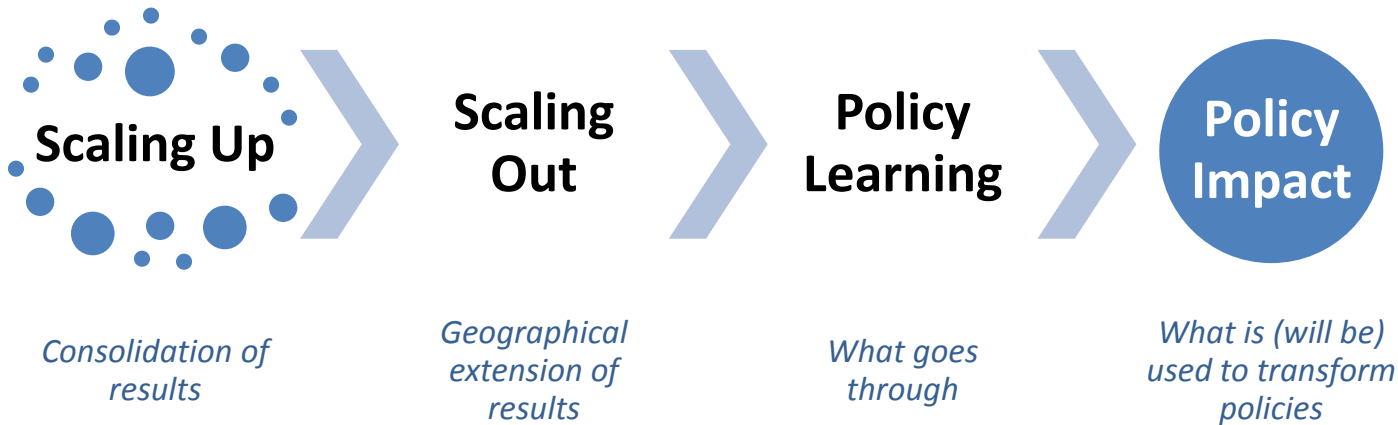 Scaling Up
Scaling
Out
Policy
Learning
Policy
Impact
Consolidation of
results
Geographical
extension of
results
What goes
through
What is (will be)
used to transform
policies